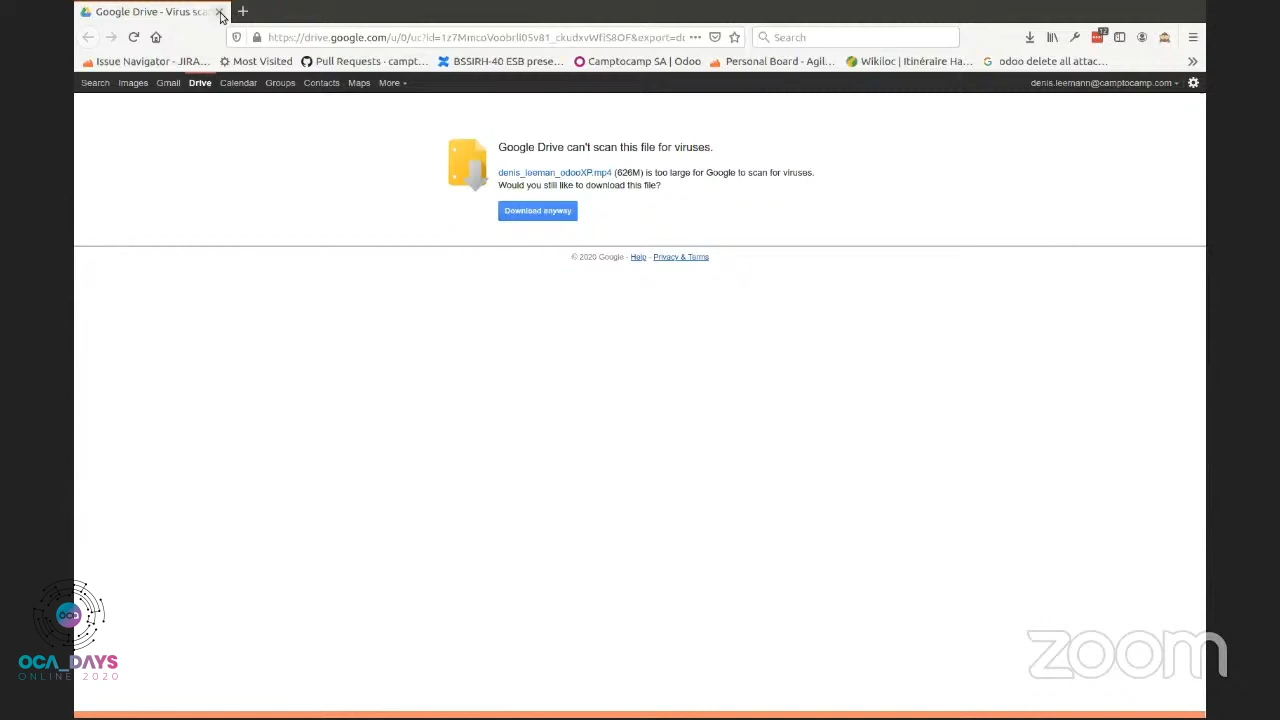 Google Drive - Virus sca
https://drive.google.com/u/0/uc?id=1z7MmcoVoobrli05v81_ckudxvWfiS8OF&export=dc
Search
Issue Navigator - JIRA...
Most Visited
Pull Requests · campt...
BSSIRH-40 ESB prese...
Camptocamp SA | Odoo
Personal Board - Agil...
Wikiloc | Itinéraire Ha...
odoo delete all attac...
Search Images Gmail Drive Calendar Groups Contacts Maps More
denis.leemann@camptocamp.com
Google Drive can't scan this file for viruses.
denis_leeman_odooXP.mp4 (626M) is too large for Google to scan for viruses.
Would you still like to download this file?
Download anyway
© 2020 Google - Help - Privacy & Terms
oca
OCA_DAYS
ONLINE 2020
zoom